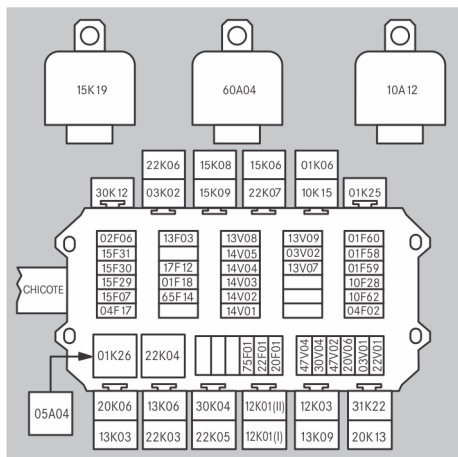 15K19 60A04 10A12
22K06 15K08 15K06 01K06
30K12 03K02 15K09 22K07 10K15 01K25
02F06 13F03 13V08 13V09 01F60
15F31 14V05 03V02 01F58
15F30 17F12 14V04 13V07 01F59
15F29 01F18 14V03 10F28
15F07 65F14 14V02 10F62
04F17 14V01 04F02
CHICOTE
01K26 22K04 75F01 22F01 20F01 47V04 30V04 47V02 20V06 03V01 22V01
05A04
20K06 13K06 30K04 12K01(II) 12K03 31K22
13K03 22K03 22K05 12K01(I) 13K09 20K13